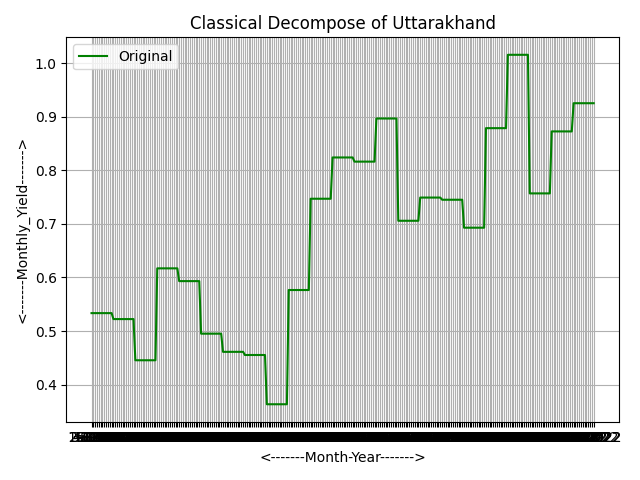 Classical Decompose of Uttarakhand
Original
1.0
0.9
0.8
0.7
0.6
0.5
0.4
<------Monthly_Yield------>
<-------Month-Year------->